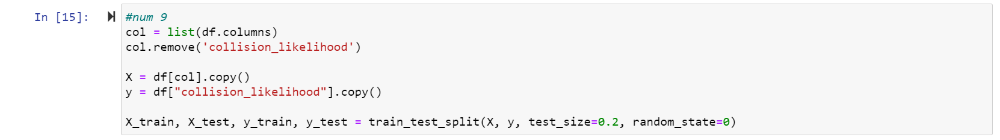 In [15]: #num 9
col = list(df.columns)
col.remove('collision_likelihood')
X = df[col].copy()
y = df["collision_likelihood"].copy()
X_train, X_test, y_train, y_test = train_test_split(X, y, test_size=0.2, random_state=0)